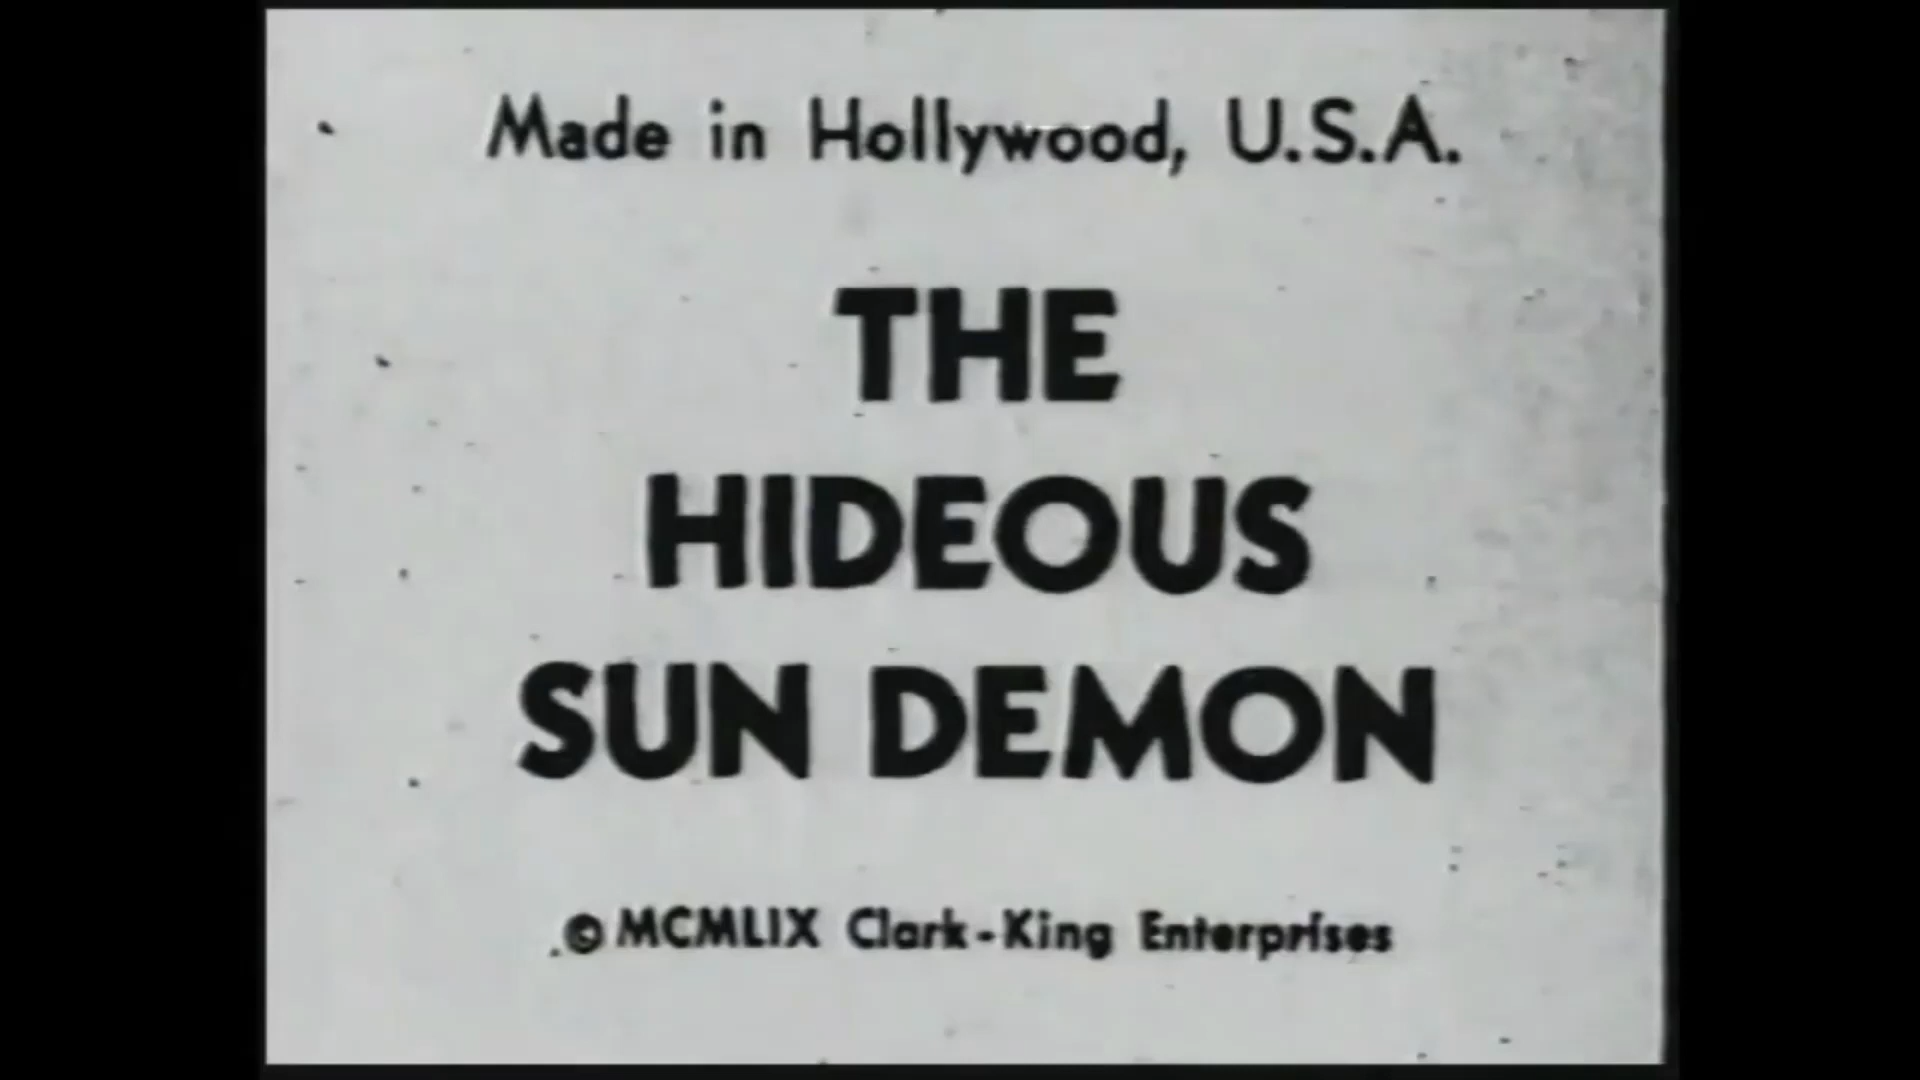 Made in Hollywood, U.S.A.
THE
HIDEOUS
SUN DEMON
© MCMLIX Clark-King Enterprises